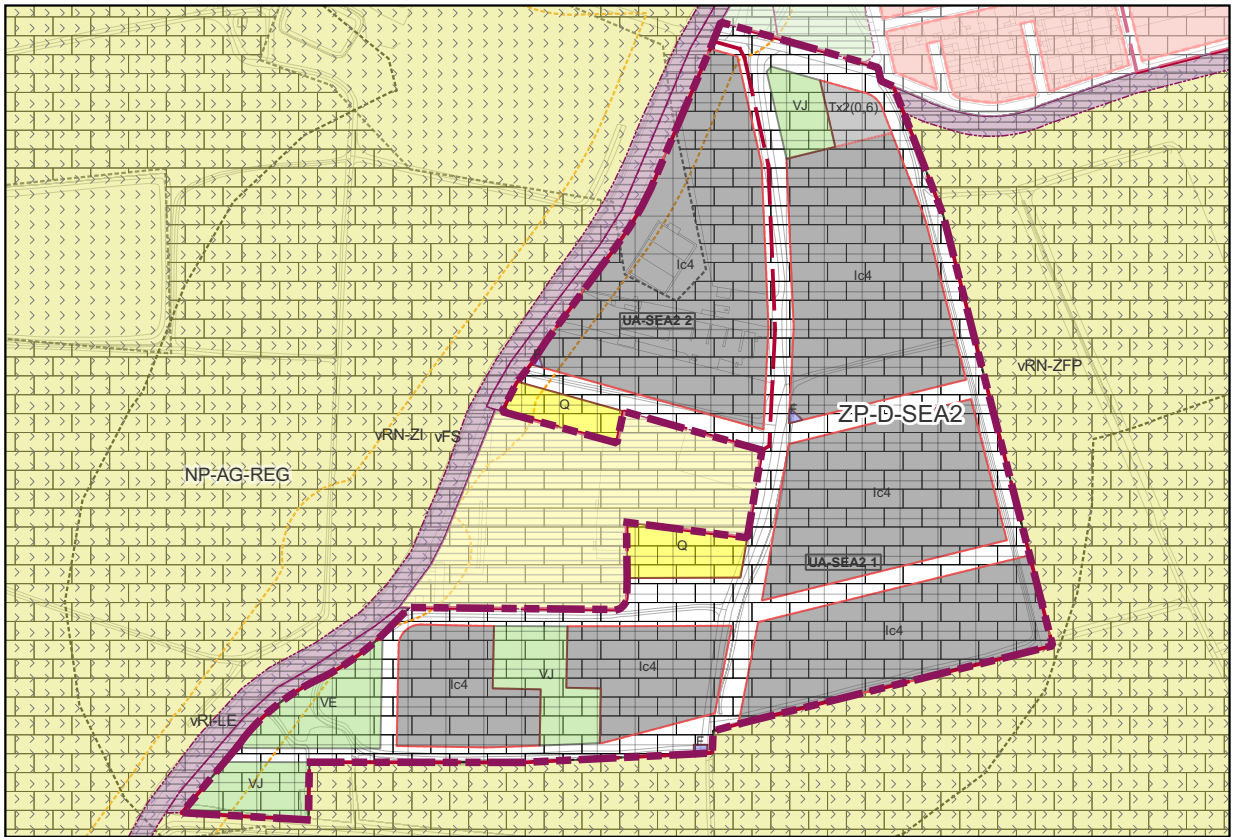 VJ
Tx2(0,6)
Ic4
Ic4
UA-SEA2 2
vRN-ZFP
Q
E
ZP-D-SEA2
vRN-ZI
vFS
NP-AG-REG
Ic4
Q
UA-SEA2 1
Ic4
Ic4
VJ
Ic4
VE
vRI-LE
E
VJ